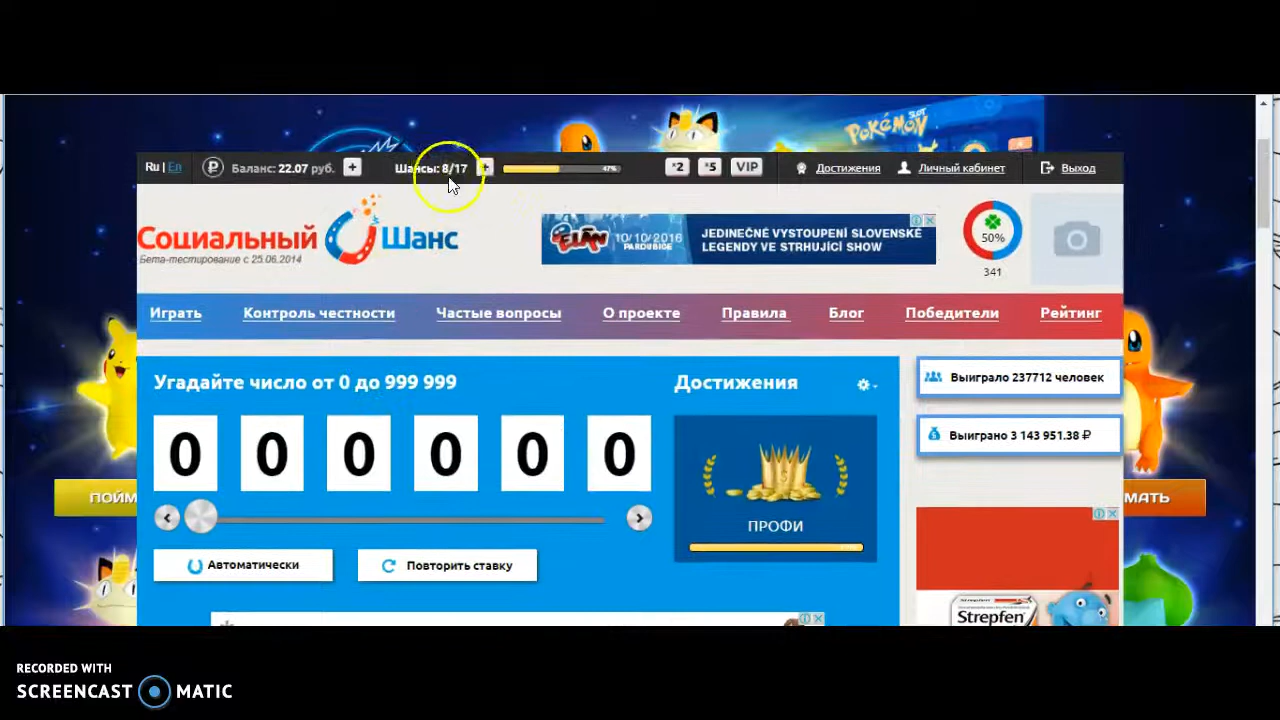 POKÉMON
SLOT
Ru | En
Баланс: 22.07 руб. +
Шансы: 8/17 +
47%
x2 x5 VIP
Достижения
Личный кабинет
Выход
Социальный Шанс
Бета-тестирование с 25.06.2014
ELÁN 10/10/2016
PARDUBICE
JEDINEČNÉ VYSTOUPENÍ SLOVENSKÉ
LEGENDY VE STRHUJÍCÍ SHOW
50%
341
Играть Контроль честности Частые вопросы О проекте Правила Блог Победители Рейтинг
Угадайте число от 0 до 999 999
0 0 0 0 0 0
Автоматически
Повторить ставку
Достижения
ПРОФИ
Выиграло 237712 человек
Выиграно 3 143 951.38 ₽
ПОЙМ
МАТЬ
Strepfen
RECORDED WITH
SCREENCAST MATIC